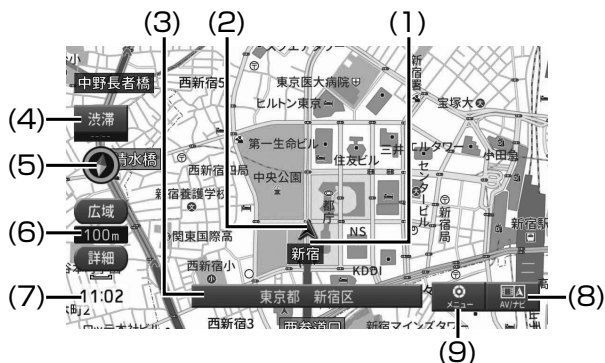 (3)
(2)
(1)
中野長者橋
西新宿5
東京医大病院
ヒルトン東京
宝塚大
(4)
渋滞
第一生命ビル
住友ビル
三井
エルタワー
小田急
(5)
清水橋
西新宿四局
中央公園
センタービル
新宿養護学校
都庁
新宿局
新宿駅
広域
(6)
100m
関東国際高
NS
新宿
詳細
西新宿小
KDDI
(7)
11:02
東京都 新宿区
メニュー
AV/ナビ
(8)
西新宿3
西参道口
新宿マインズタワー
(9)